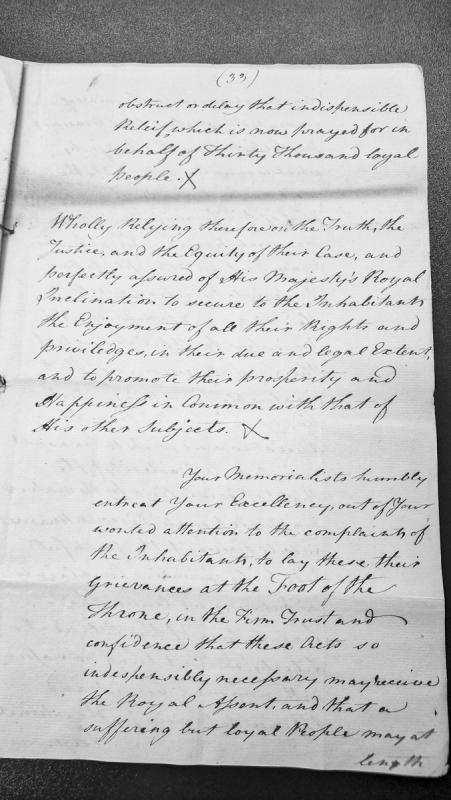 (33)
obstruct or delay that indispensible
Relief, which is now prayed for in
behalf of Thirty Thousand loyal
People. X
Wholly Relying therefore on the Truth, the
Justice, and the Equity of their Case, and
perfectly assured of His Majesty's Royal
Inclination to secure to the Inhabitants
the Enjoyment of all their Rights and
priviledges, in their due and legal Extent,
and to promote their prosperity and
Happiness in Common with that of
His other Subjects. X
Your Memorialists humbly
entreat Your Excellency, out of Your
wonted attention to the complaints of
the Inhabitants, to lay these their
Grievances at the Foot of the
Throne, in the Firm Trust and
confidence that these Acts so
indespensibly necessary may receive
the Royal Assent, and that a
suffering but loyal People may at
length